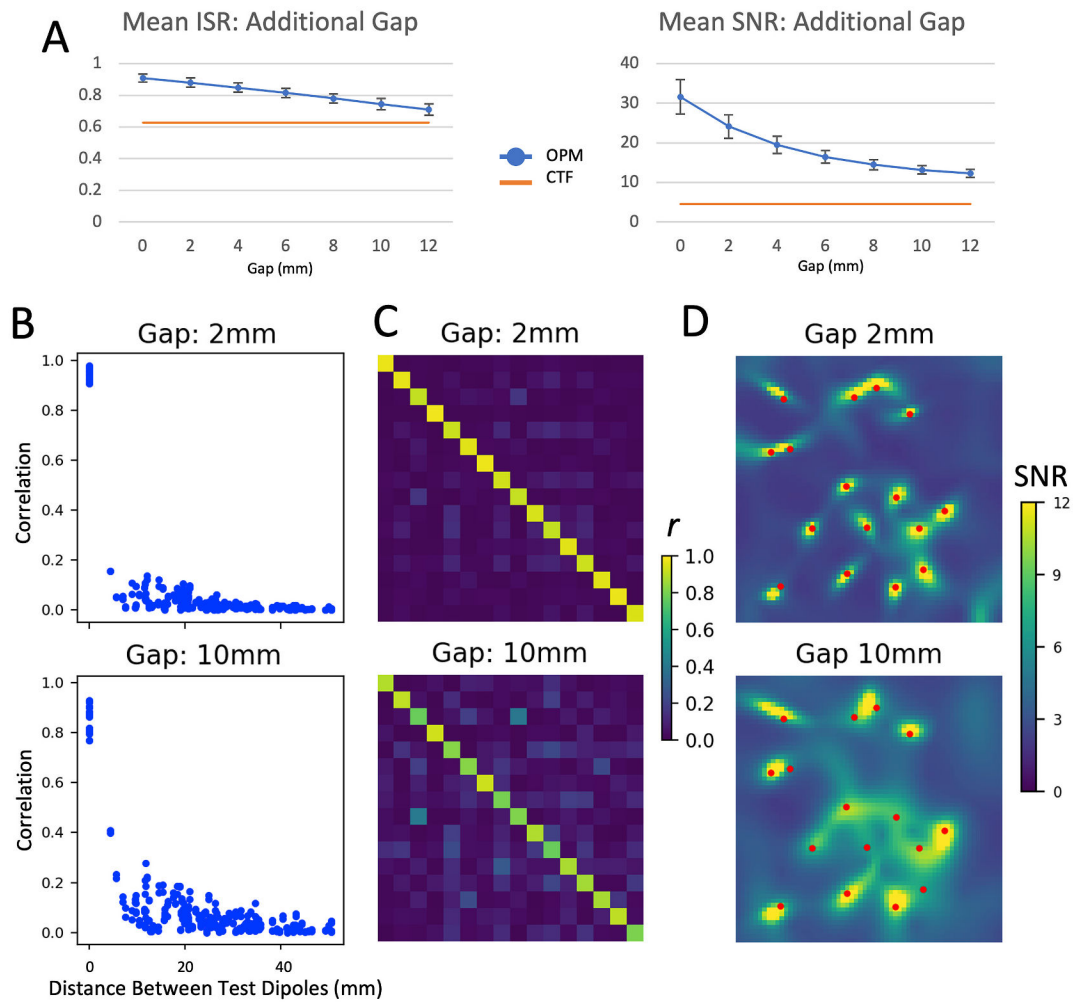 A
Mean ISR: Additional Gap
1
0.8
0.6
0.4
0.2
0
0 2 4 6 8 10 12
Gap (mm)
OPM
CTF
Mean SNR: Additional Gap
40
30
20
10
0
0 2 4 6 8 10 12
Gap (mm)
B
Gap: 2mm
1.0
0.8
0.6
0.4
0.2
0.0
Correlation
Gap: 10mm
1.0
0.8
0.6
0.4
0.2
0.0
Correlation
0 20 40
Distance Between Test Dipoles (mm)
C
Gap: 2mm
Gap: 10mm
r
1.0
0.8
0.6
0.4
0.2
0.0
D
Gap 2mm
Gap 10mm
SNR
12
9
6
3
0